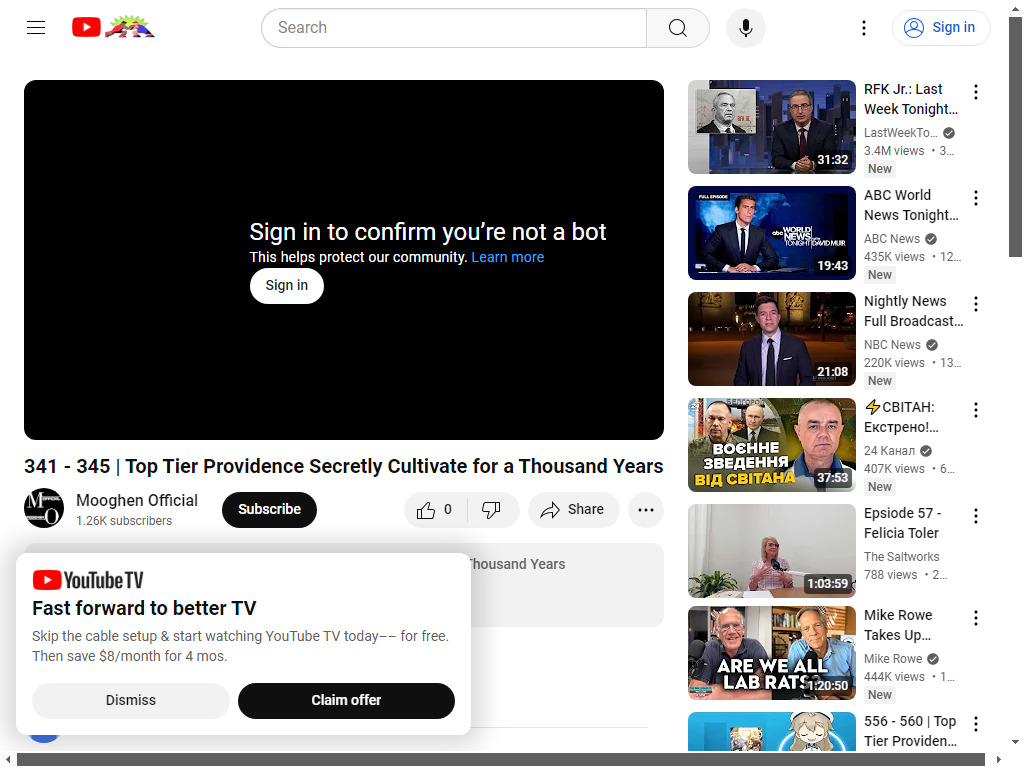 Search
Sign in
Sign in to confirm you're not a bot
This helps protect our community. Learn more
Sign in
341 - 345 | Top Tier Providence Secretly Cultivate for a Thousand Years
Mooghen Official
1.26K subscribers
Subscribe
0
Share
Thousand Years
YouTube TV
Fast forward to better TV
Skip the cable setup & start watching YouTube TV today–– for free.
Then save $8/month for 4 mos.
Dismiss
Claim offer
31:32
RFK Jr.: Last
Week Tonight...
LastWeekTo...
3.4M views • 3...
New
FULL EPISODE
abc WORLD
NEWS
TONIGHT DAVID MUIR
19:43
ABC World
News Tonight...
ABC News
435K views • 12...
New
21:08
Nightly News
Full Broadcast...
NBC News
220K views • 13...
New
ВОЄННЕ
ЗВЕДЕННЯ
ВІД СВІТАНА
37:53
⚡СВІТАН:
Екстрено!...
24 Канал
407K views • 6...
New
1:03:59
Epsiode 57 -
Felicia Toler
The Saltworks
788 views • 2...
ARE WE ALL
LAB RATS
1:20:50
Mike Rowe
Takes Up...
Mike Rowe
444K views • 1...
New
556 - 560 | Top
Tier Providen...